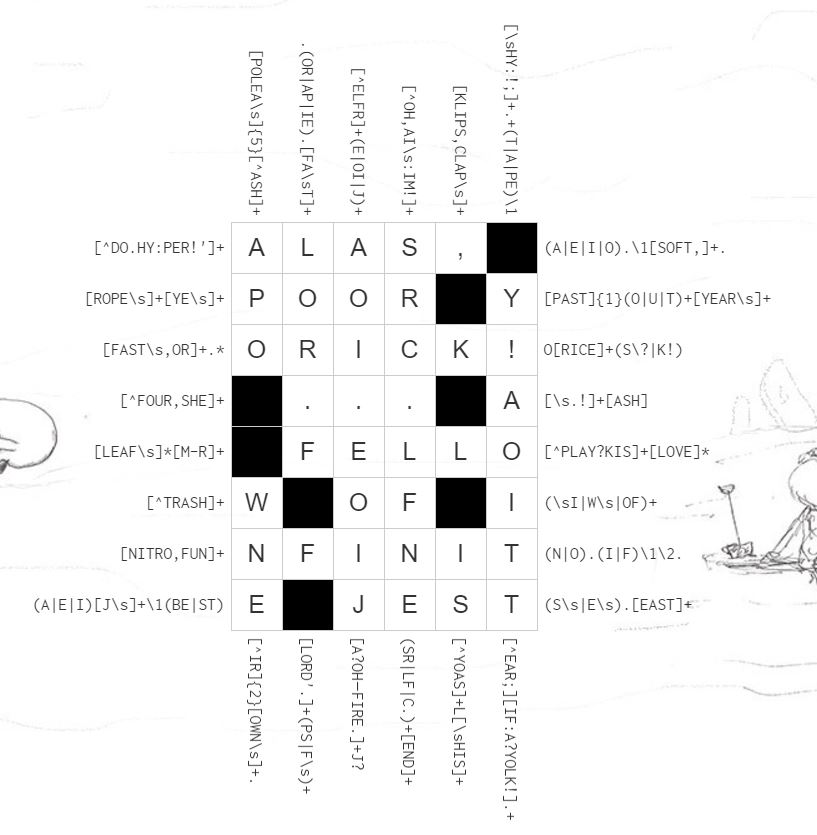 [POLEA\s]{5}[^ASH]+
.(OR|AP|IE).[FA\sT]+
[^ELFR]+(E|OI|J)+
[^OH,AI\s:IM!]+
[KLIPS,CLAP\s]+
[\sHY:!;]+.+(T|A|PE)\1
[^DO.HY:PER!']+ A L A S , (A|E|I|O).\1[SOFT,]+.
[ROPE\s]+[YE\s]+ P O O R Y [PAST]{1}(O|U|T)+[YEAR\s]+
[FAST\s,OR]+.* O R I C K ! O[RICE]+(S\?|K!)
[^FOUR,SHE]+ . . . A [\s.!]+[ASH]
[LEAF\s]*[M-R]+ F E L L O [^PLAY?KIS]+[LOVE]*
[^TRASH]+ W O F I (\sI|W\s|OF)+
[NITRO,FUN]+ N F I N I T (N|O).(I|F)\1\2.
(A|E|I)[J\s]+\1(BE|ST) E J E S T (S\s|E\s).[EAST]+
[^IR]{2}[OWN\s]+.
[LORD'.]+(PS|F\s)+
[A?OH-FIRE.]+J?
(SR|LF|C.)+[END]+
[^YOAS]+L[\sHIS]+
[^EAR;][IF:A?YOLK!].+